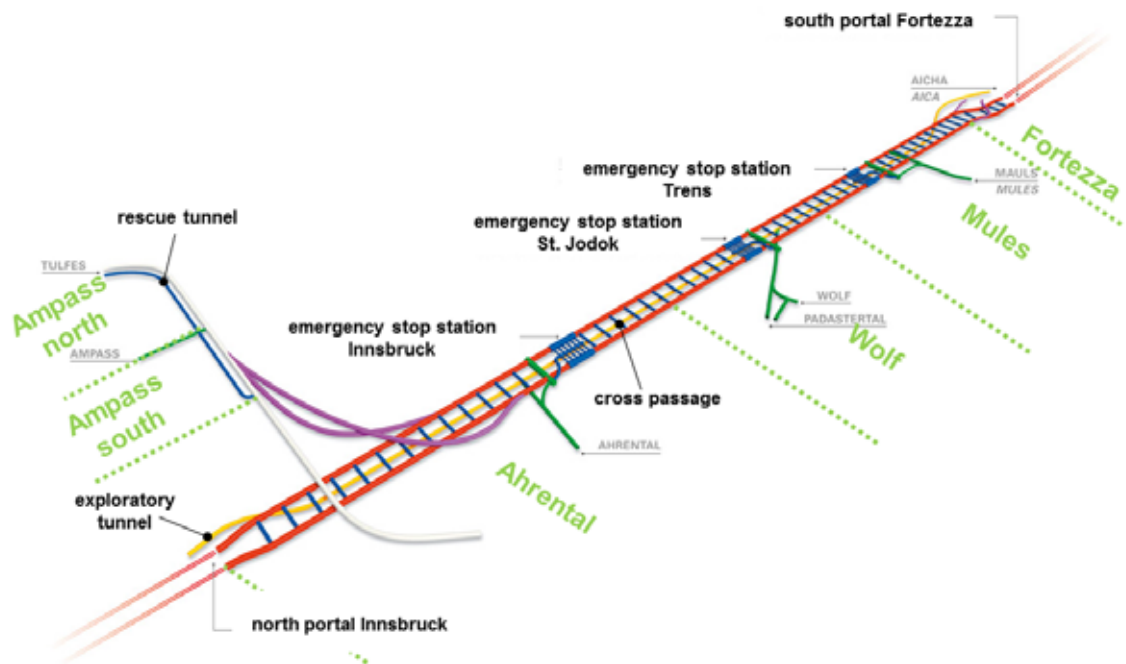 south portal Fortezza
AICHA
AICA
Fortezza
emergency stop station
Trens
MAULS
MULES
Mules
rescue tunnel
emergency stop station
St. Jodok
TULFES
Ampass
north
WOLF
PADASTERTAL
Wolf
emergency stop station
Innsbruck
AMPASS
Ampass
south
cross passage
AHRENTAL
Ahrental
exploratory
tunnel
north portal Innsbruck